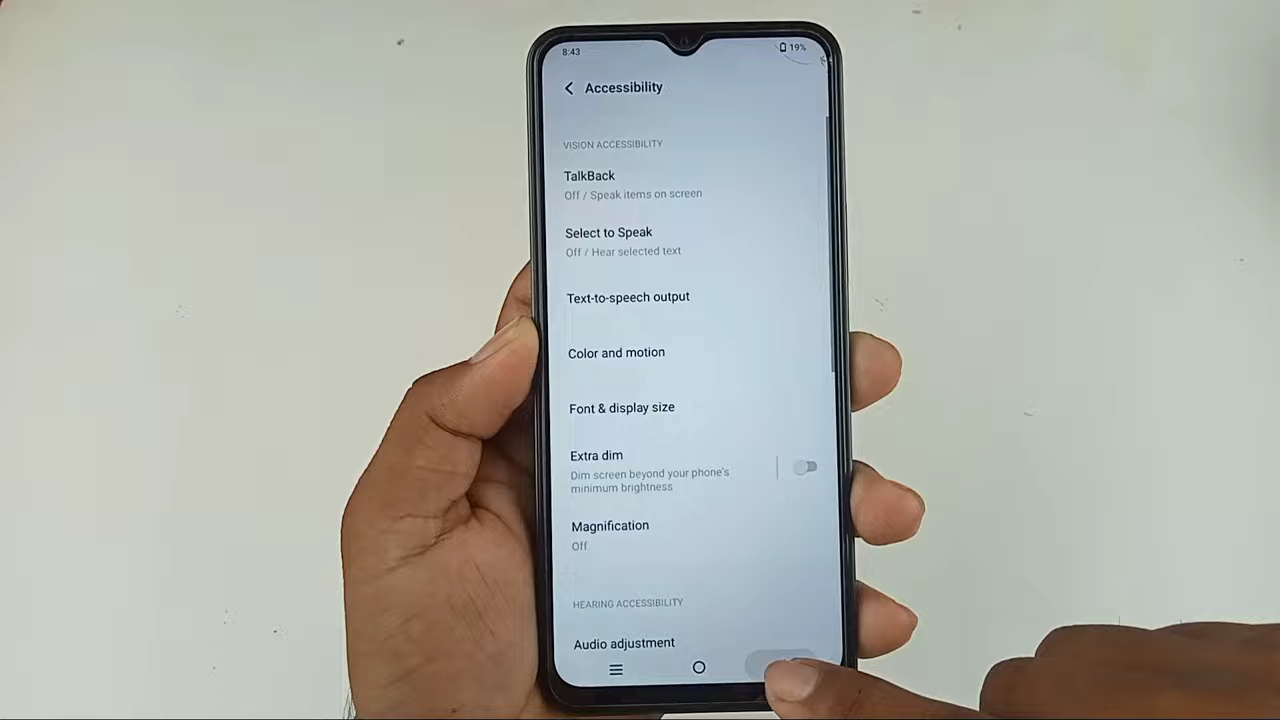 8:43
19%
Accessibility
VISION ACCESSIBILITY
TalkBack
Off / Speak items on screen
Select to Speak
Off / Hear selected text
Text-to-speech output
Color and motion
Font & display size
Extra dim
Dim screen beyond your phone's
minimum brightness
Magnification
Off
HEARING ACCESSIBILITY
Audio adjustment